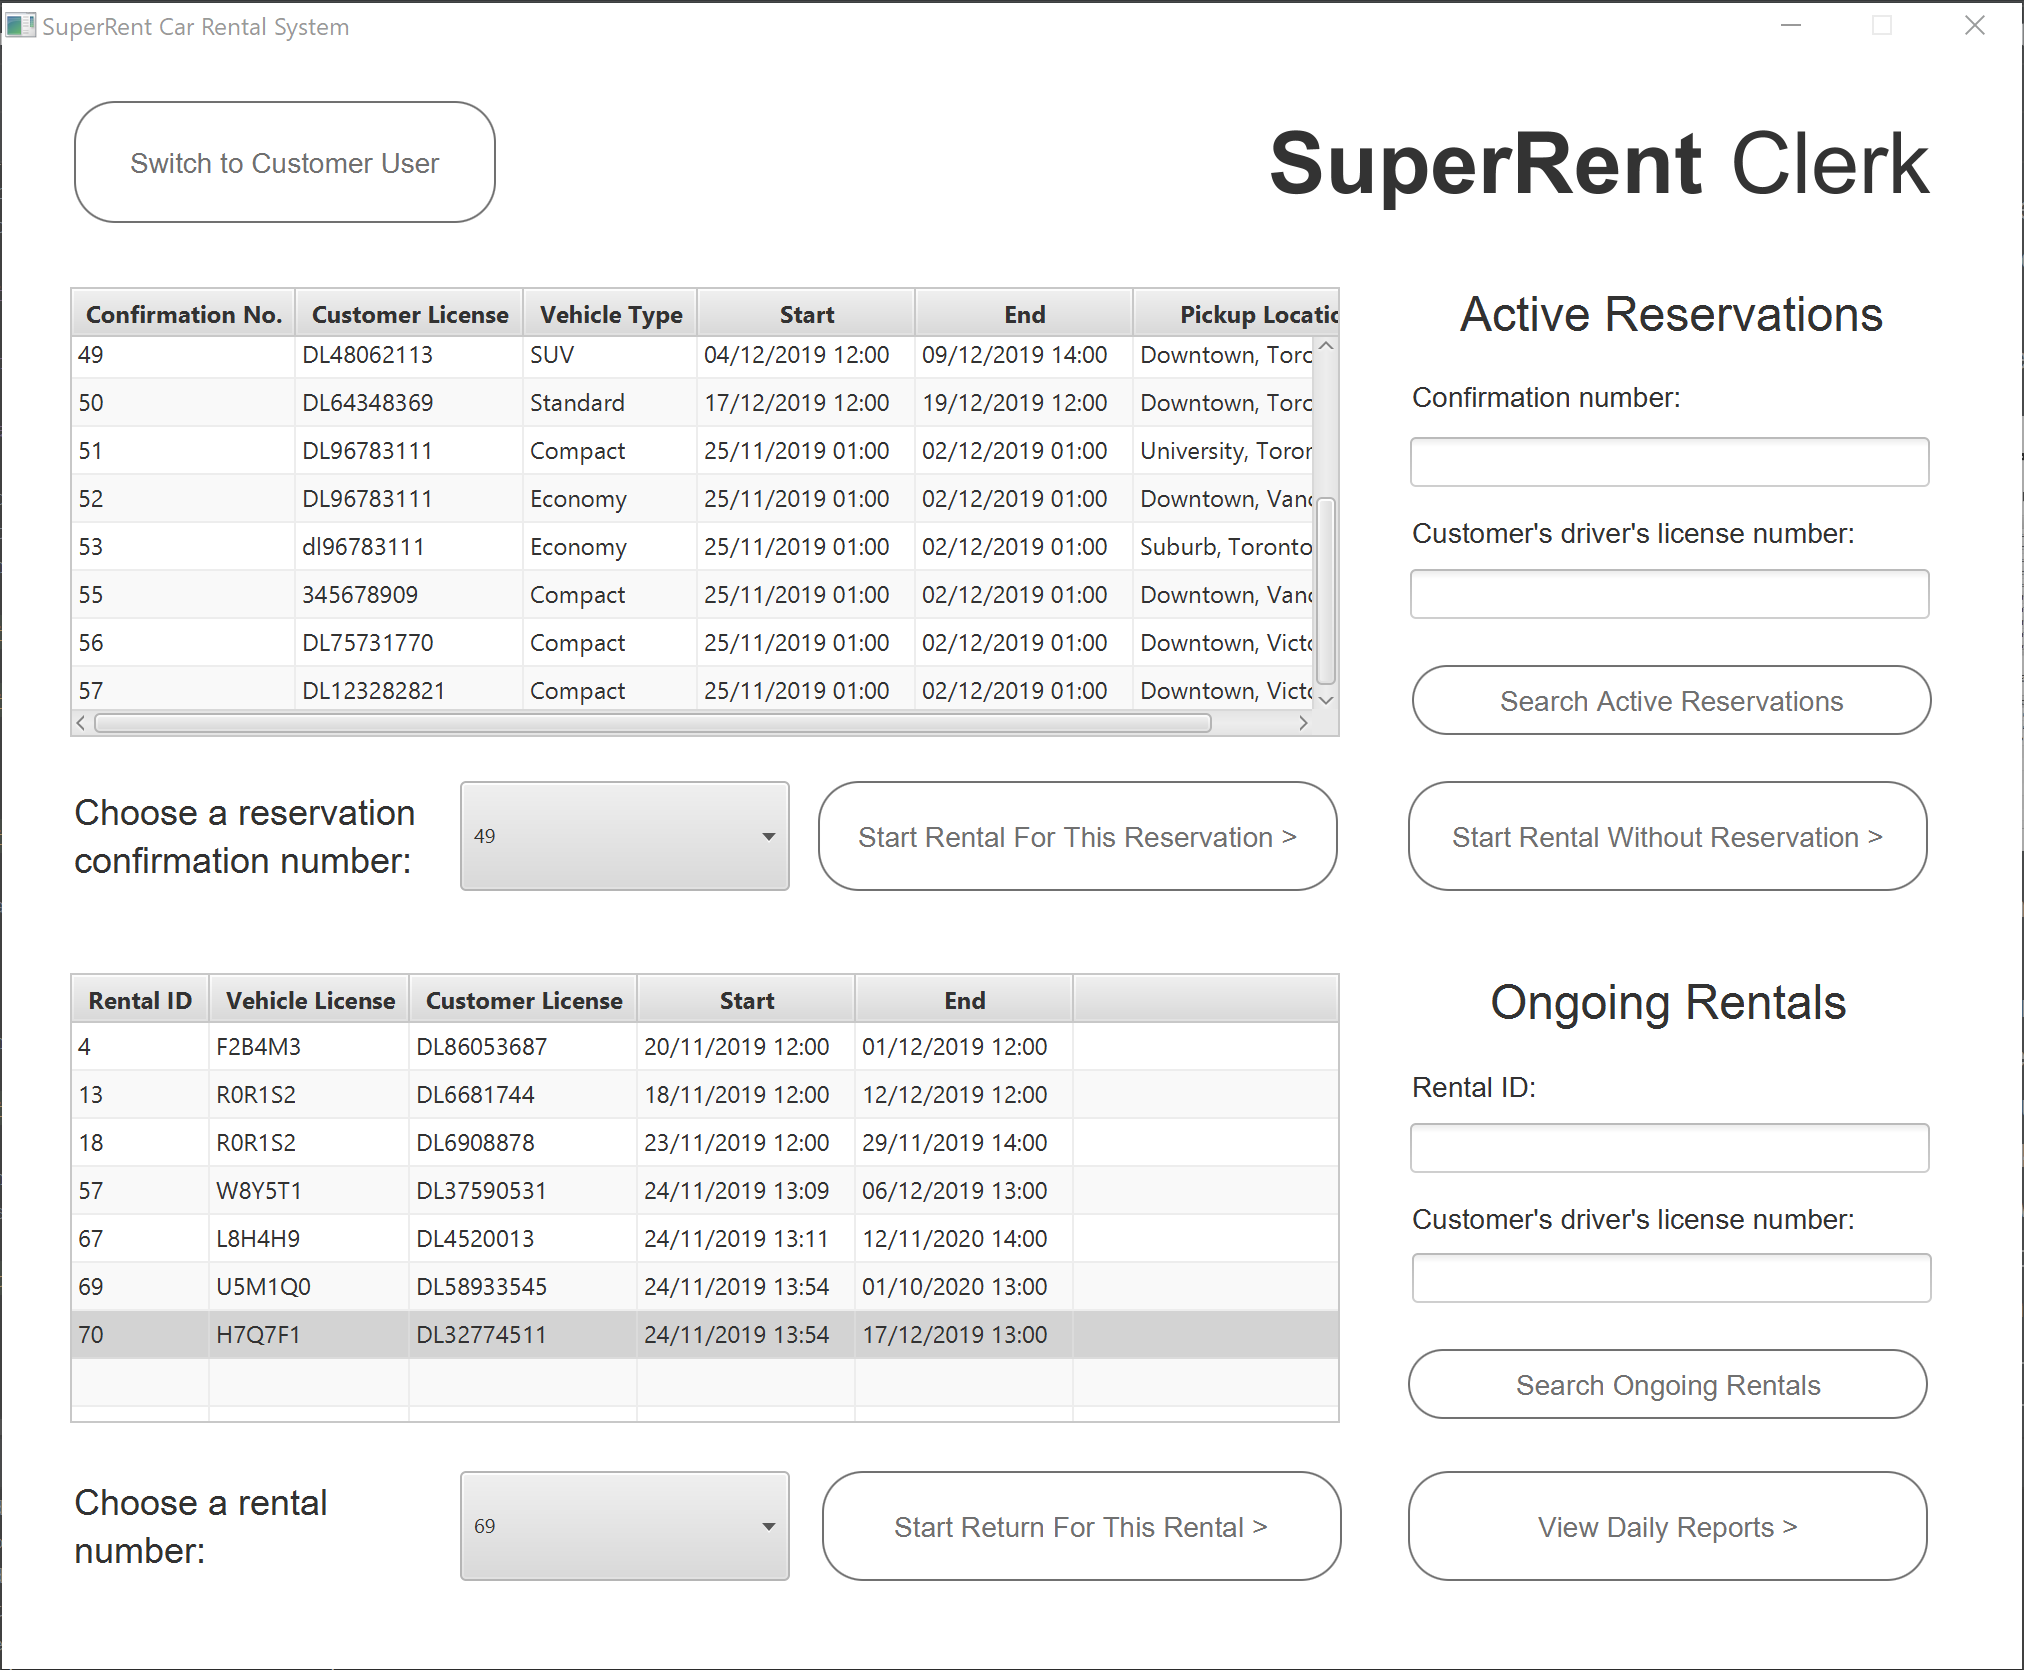 SuperRent Car Rental System
Switch to Customer User
SuperRent Clerk
Confirmation No. Customer License Vehicle Type Start End Pickup Locatio
49 DL48062113 SUV 04/12/2019 12:00 09/12/2019 14:00 Downtown, Toro
50 DL64348369 Standard 17/12/2019 12:00 19/12/2019 12:00 Downtown, Toro
51 DL96783111 Compact 25/11/2019 01:00 02/12/2019 01:00 University, Toror
52 DL96783111 Economy 25/11/2019 01:00 02/12/2019 01:00 Downtown, Vanc
53 dl96783111 Economy 25/11/2019 01:00 02/12/2019 01:00 Suburb, Toronto
55 345678909 Compact 25/11/2019 01:00 02/12/2019 01:00 Downtown, Vanc
56 DL75731770 Compact 25/11/2019 01:00 02/12/2019 01:00 Downtown, Victo
57 DL123282821 Compact 25/11/2019 01:00 02/12/2019 01:00 Downtown, Victo
Active Reservations
Confirmation number:
Customer's driver's license number:
Search Active Reservations
Choose a reservation
confirmation number:
49
Start Rental For This Reservation >
Start Rental Without Reservation >
Rental ID Vehicle License Customer License Start End
4 F2B4M3 DL86053687 20/11/2019 12:00 01/12/2019 12:00
13 R0R1S2 DL6681744 18/11/2019 12:00 12/12/2019 12:00
18 R0R1S2 DL6908878 23/11/2019 12:00 29/11/2019 14:00
57 W8Y5T1 DL37590531 24/11/2019 13:09 06/12/2019 13:00
67 L8H4H9 DL4520013 24/11/2019 13:11 12/11/2020 14:00
69 U5M1Q0 DL58933545 24/11/2019 13:54 01/10/2020 13:00
70 H7Q7F1 DL32774511 24/11/2019 13:54 17/12/2019 13:00
Ongoing Rentals
Rental ID:
Customer's driver's license number:
Search Ongoing Rentals
Choose a rental
number:
69
Start Return For This Rental >
View Daily Reports >